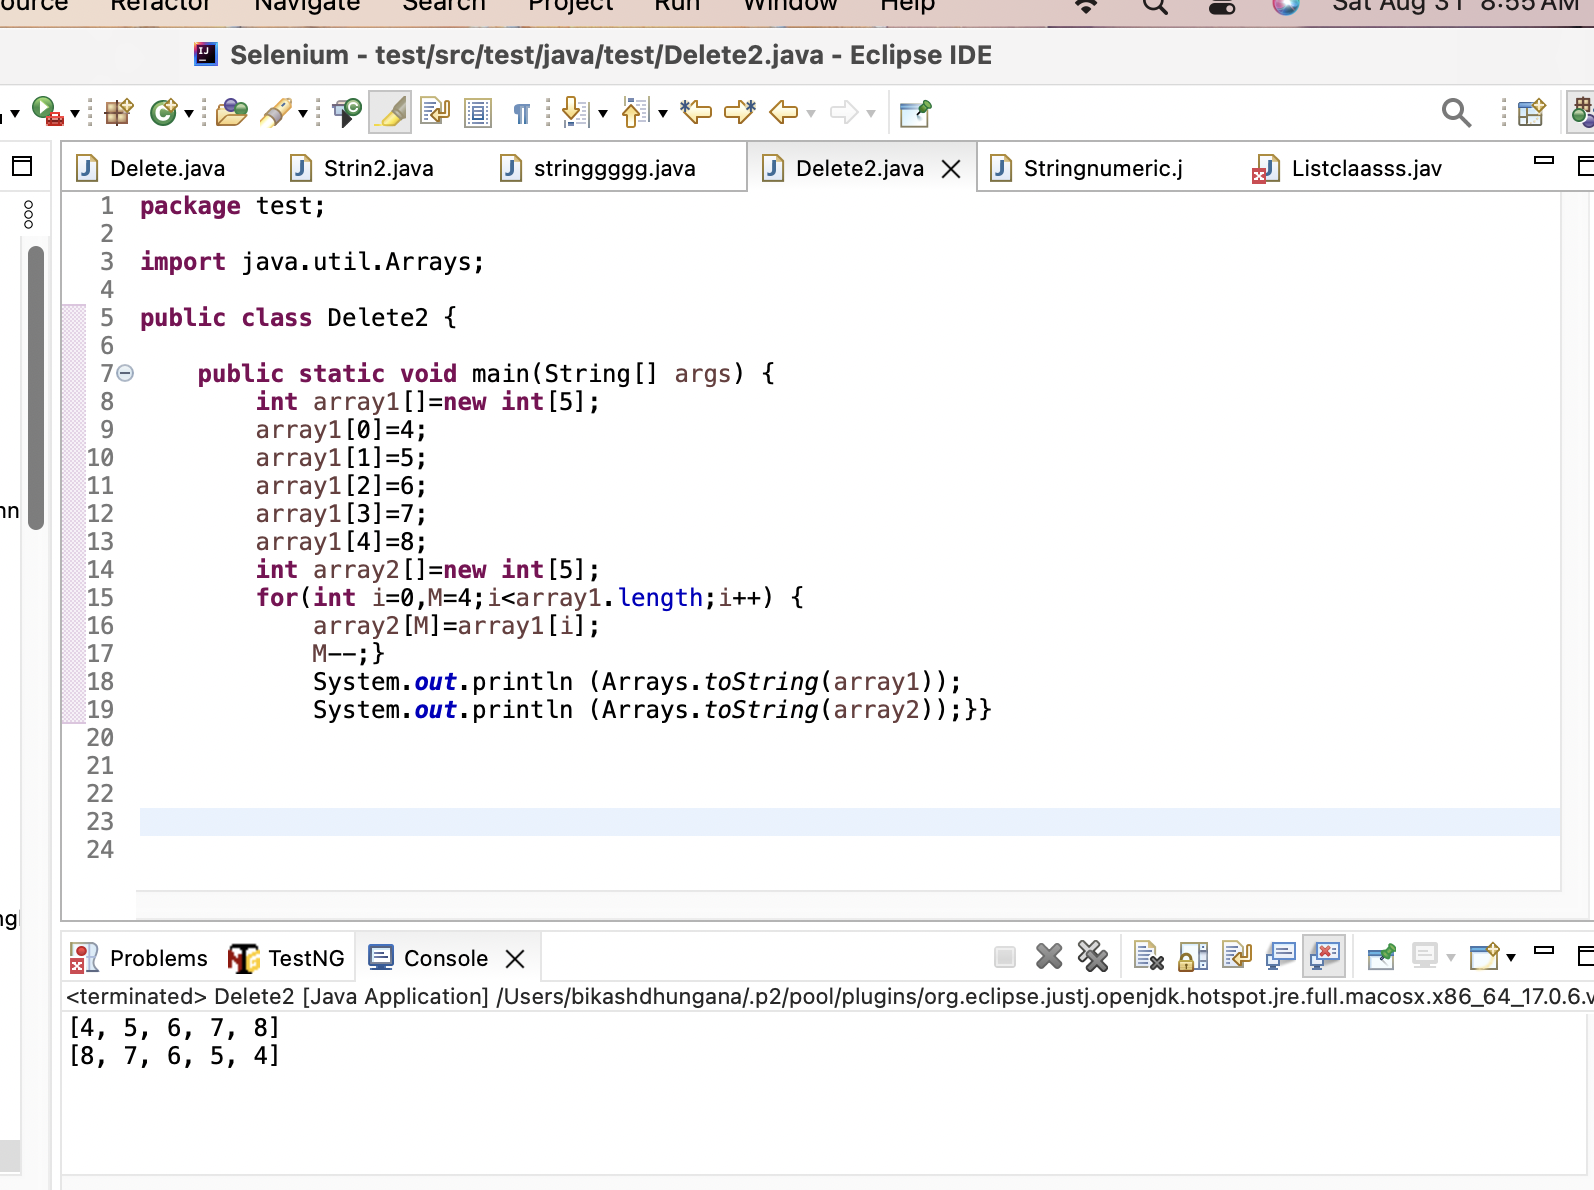 Refactor Navigate Search Project Run Window Help Sat Aug 31 8:55 AM
Selenium - test/src/test/java/test/Delete2.java - Eclipse IDE
Delete.java Strin2.java stringgggg.java Delete2.java Stringnumeric.j Listclaasss.jav
1 package test;
2
3 import java.util.Arrays;
4
5 public class Delete2 {
6
7 public static void main(String[] args) {
8 int array1[]=new int[5];
9 array1[0]=4;
10 array1[1]=5;
11 array1[2]=6;
12 array1[3]=7;
13 array1[4]=8;
14 int array2[]=new int[5];
15 for(int i=0,M=4;i<array1.length;i++) {
16 array2[M]=array1[i];
17 M--;}
18 System.out.println (Arrays.toString(array1));
19 System.out.println (Arrays.toString(array2));}}
20
21
22
23
24
Problems TestNG Console
<terminated> Delete2 [Java Application] /Users/bikashdhungana/.p2/pool/plugins/org.eclipse.justj.openjdk.hotspot.jre.full.macosx.x86_64_17.0.6.v
[4, 5, 6, 7, 8]
[8, 7, 6, 5, 4]